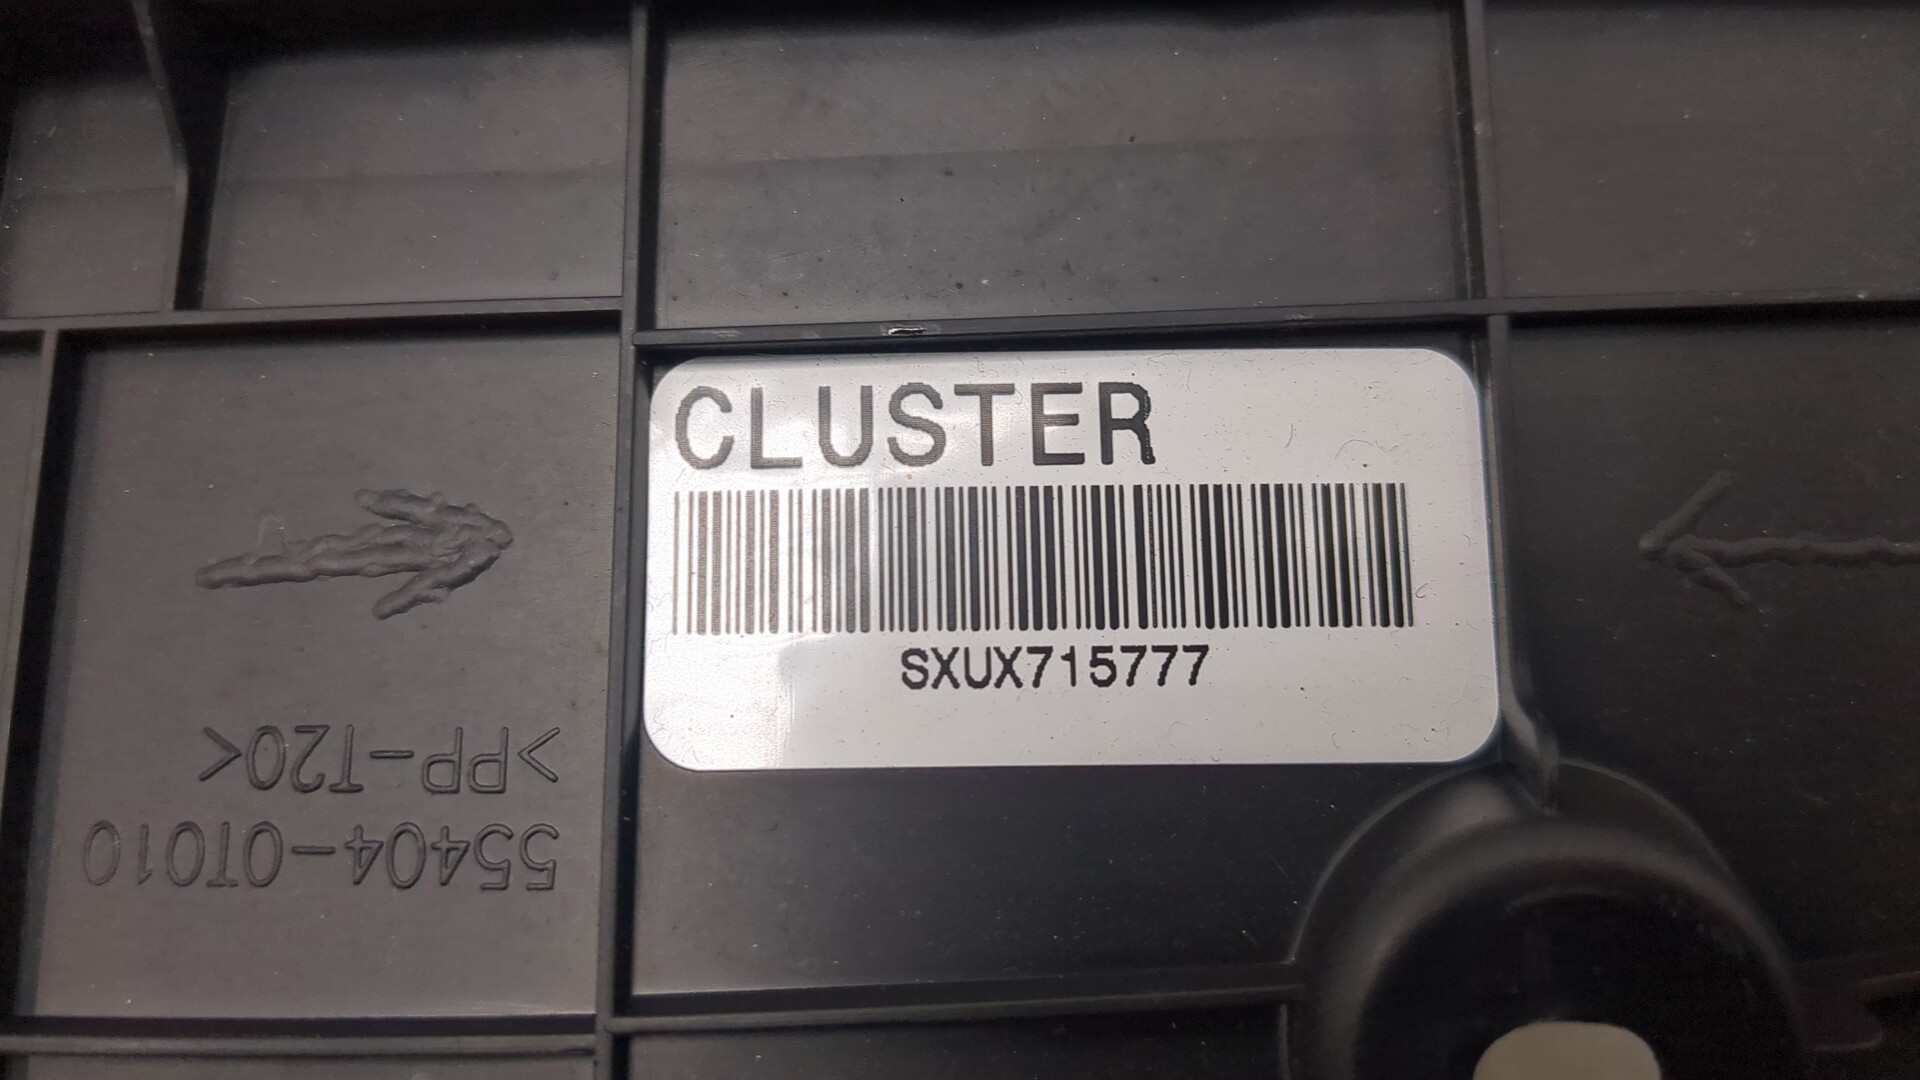 CLUSTER
SXUX715777
55404-0T010
>PP-T20<